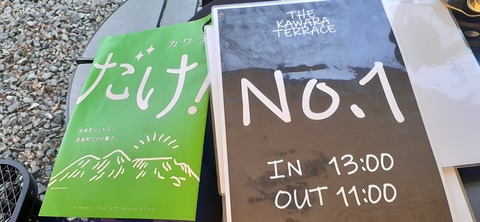 カワラ
だけ!
THE
KAWARA
TERRACE
No.1
IN 13:00
OUT 11:00